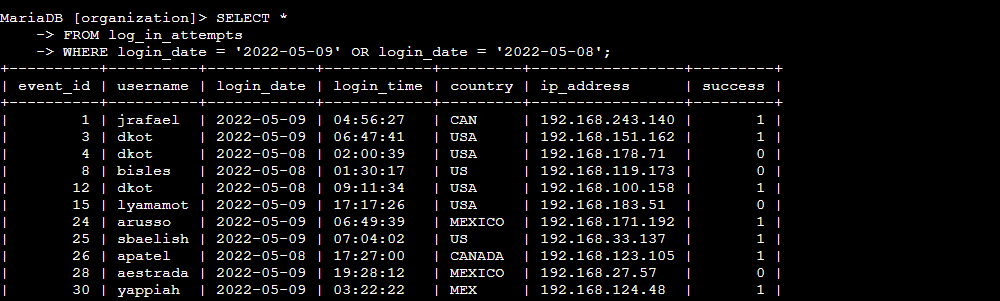 MariaDB [organization]> SELECT *
    -> FROM log_in_attempts
    -> WHERE login_date = '2022-05-09' OR login_date = '2022-05-08';
+----------+----------+------------+------------+---------+-----------------+---------+
| event_id | username | login_date | login_time | country | ip_address      | success |
+----------+----------+------------+------------+---------+-----------------+---------+
|        1 | jrafael  | 2022-05-09 | 04:56:27   | CAN     | 192.168.243.140 |       1 |
|        3 | dkot     | 2022-05-09 | 06:47:41   | USA     | 192.168.151.162 |       1 |
|        4 | dkot     | 2022-05-08 | 02:00:39   | USA     | 192.168.178.71  |       0 |
|        8 | bisles   | 2022-05-08 | 01:30:17   | US      | 192.168.119.173 |       0 |
|       12 | dkot     | 2022-05-08 | 09:11:34   | USA     | 192.168.100.158 |       1 |
|       15 | lyamamot | 2022-05-09 | 17:17:26   | USA     | 192.168.183.51  |       0 |
|       24 | arusso   | 2022-05-09 | 06:49:39   | MEXICO  | 192.168.171.192 |       1 |
|       25 | sbaelish | 2022-05-09 | 07:04:02   | US      | 192.168.33.137  |       1 |
|       26 | apatel   | 2022-05-08 | 17:27:00   | CANADA  | 192.168.123.105 |       1 |
|       28 | aestrada | 2022-05-09 | 19:28:12   | MEXICO  | 192.168.27.57   |       0 |
|       30 | yappiah  | 2022-05-09 | 03:22:22   | MEX     | 192.168.124.48  |       1 |